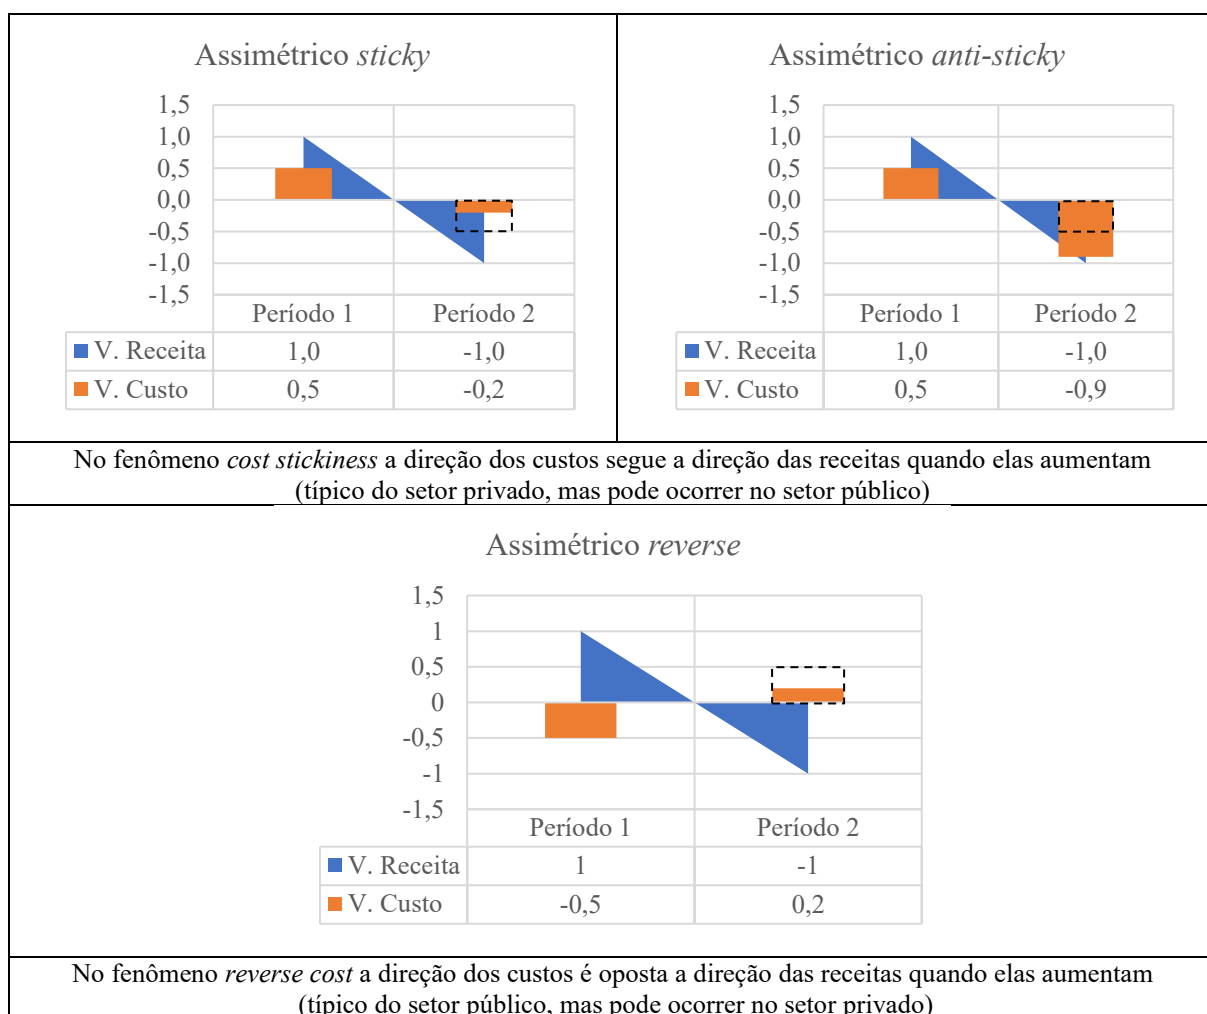 Assimétrico sticky
1,5
1,0
0,5
0,0
-0,5
-1,0
-1,5
Período 1 Período 2
V. Receita 1,0 -1,0
V. Custo 0,5 -0,2
Assimétrico anti-sticky
1,5
1,0
0,5
0,0
-0,5
-1,0
-1,5
Período 1 Período 2
V. Receita 1,0 -1,0
V. Custo 0,5 -0,9
No fenômeno cost stickiness a direção dos custos segue a direção das receitas quando elas aumentam
(típico do setor privado, mas pode ocorrer no setor público)
Assimétrico reverse
1,5
1
0,5
0
-0,5
-1
-1,5
Período 1 Período 2
V. Receita 1 -1
V. Custo -0,5 0,2
No fenômeno reverse cost a direção dos custos é oposta a direção das receitas quando elas aumentam
(típico do setor público, mas pode ocorrer no setor privado)